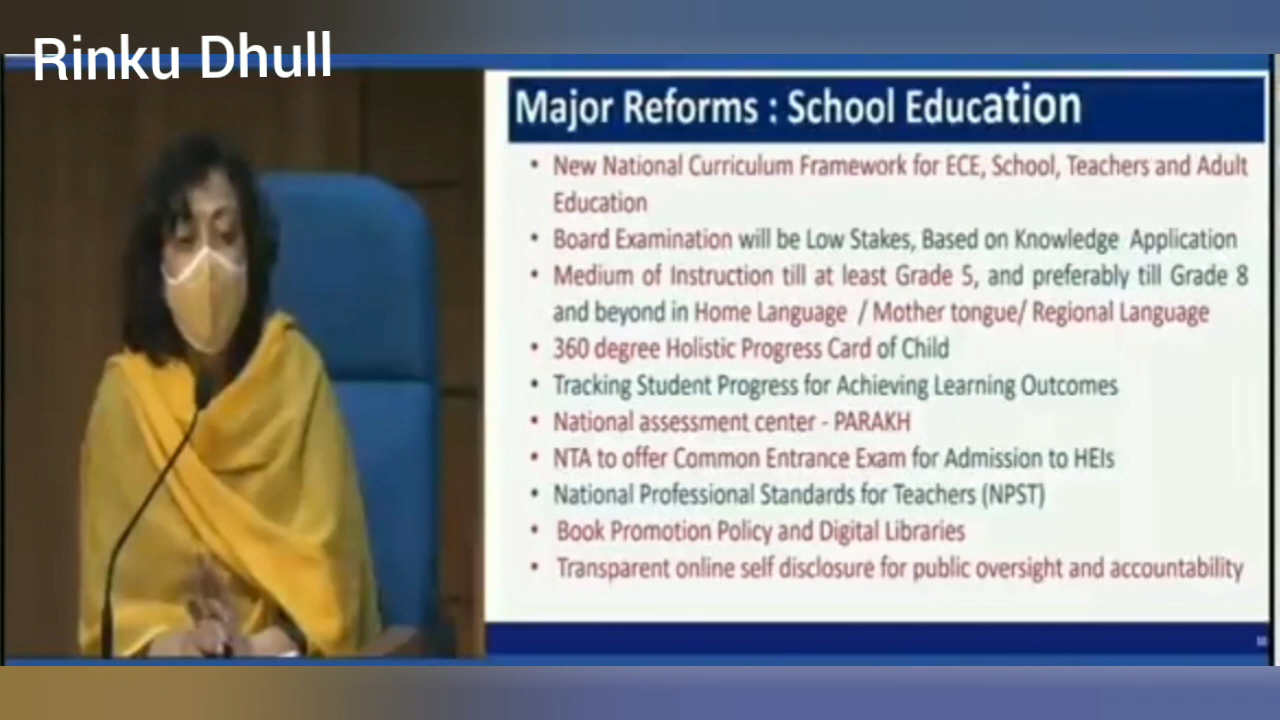 Rinku Dhull
Major Reforms : School Education
• New National Curriculum Framework for ECE, School, Teachers and Adult
Education
• Board Examination will be Low Stakes, Based on Knowledge Application
• Medium of Instruction till at least Grade 5, and preferably till Grade 8
and beyond in Home Language / Mother tongue/ Regional Language
• 360 degree Holistic Progress Card of Child
• Tracking Student Progress for Achieving Learning Outcomes
• National assessment center - PARAKH
• NTA to offer Common Entrance Exam for Admission to HEIs
• National Professional Standards for Teachers (NPST)
• Book Promotion Policy and Digital Libraries
• Transparent online self disclosure for public oversight and accountability